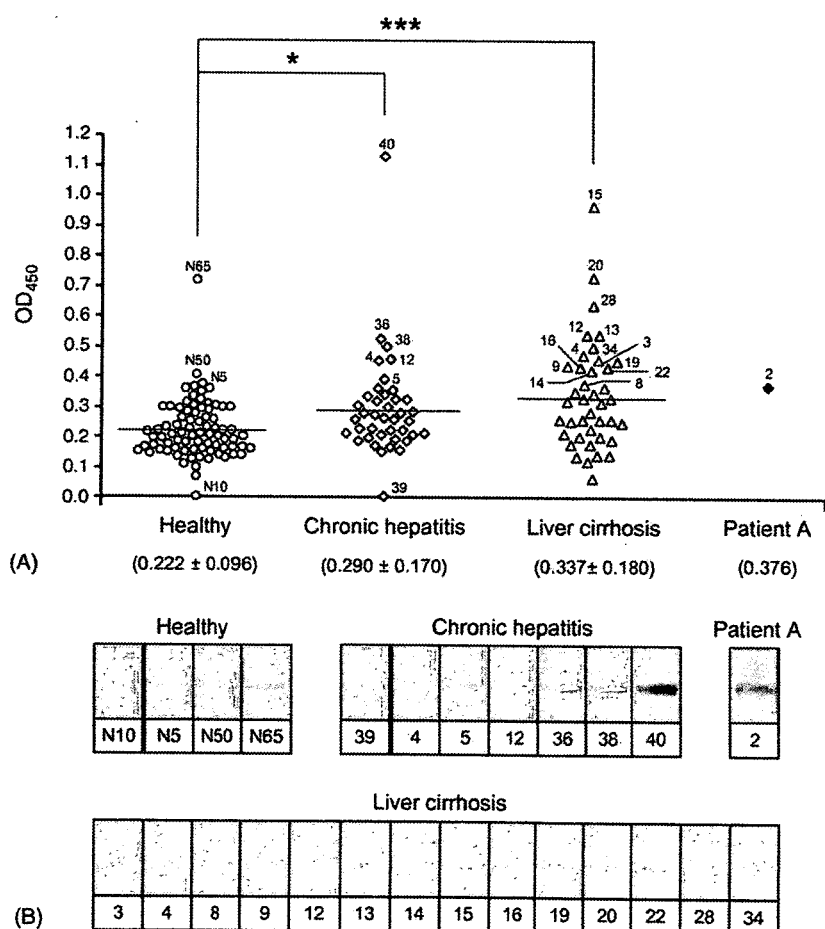 ***
*
OD450
1.2
1.1
1.0
0.9
0.8
0.7
0.6
0.5
0.4
0.3
0.2
0.1
0.0
N65
N50
N5
N10
40
36
38
4
12
5
39
15
20
28
12
13
3
4
34
16
9
19
22
14
8
2
Healthy
Chronic hepatitis
Liver cirrhosis
Patient A
(A)
(0.222 ± 0.096)
(0.290 ± 0.170)
(0.337± 0.180)
(0.376)
Healthy
Chronic hepatitis
Patient A
N10 N5 N50 N65
39 4 5 12 36 38 40
2
Liver cirrhosis
(B)
3 4 8 9 12 13 14 15 16 19 20 22 28 34